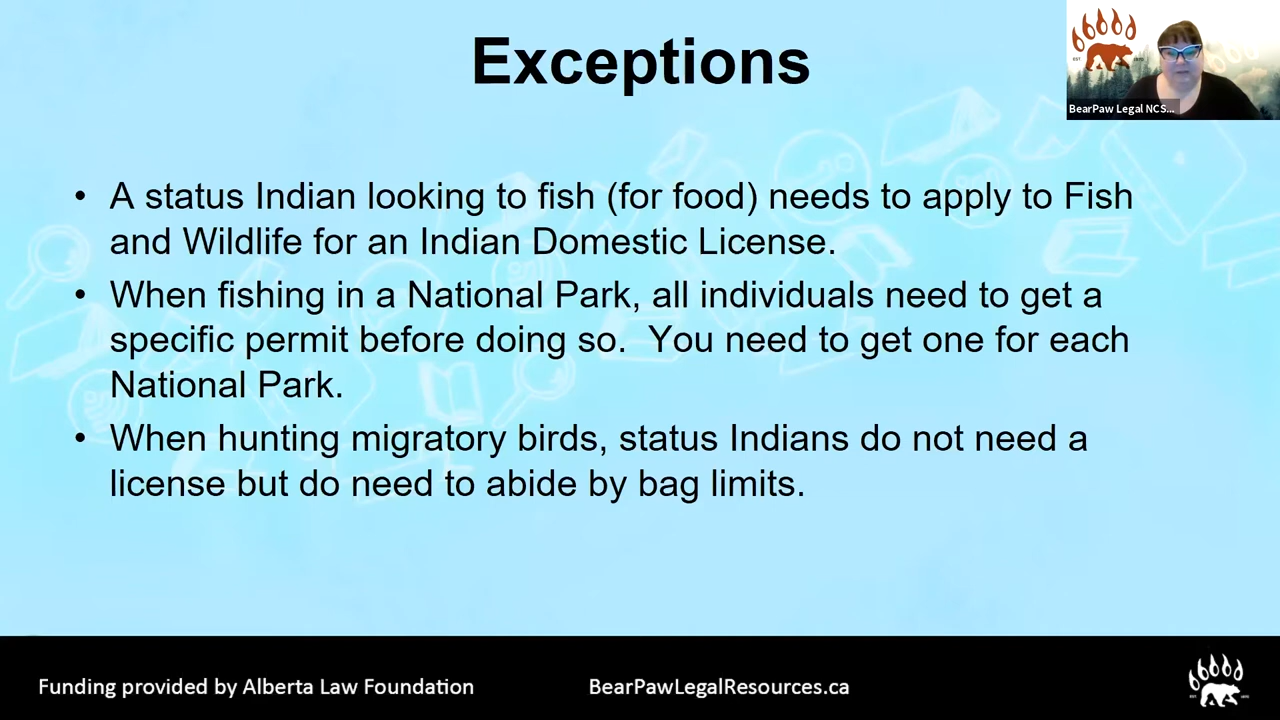 Exceptions
BearPaw Legal NCS...
• A status Indian looking to fish (for food) needs to apply to Fish
and Wildlife for an Indian Domestic License.
• When fishing in a National Park, all individuals need to get a
specific permit before doing so.  You need to get one for each
National Park.
• When hunting migratory birds, status Indians do not need a
license but do need to abide by bag limits.
Funding provided by Alberta Law Foundation
BearPawLegalResources.ca